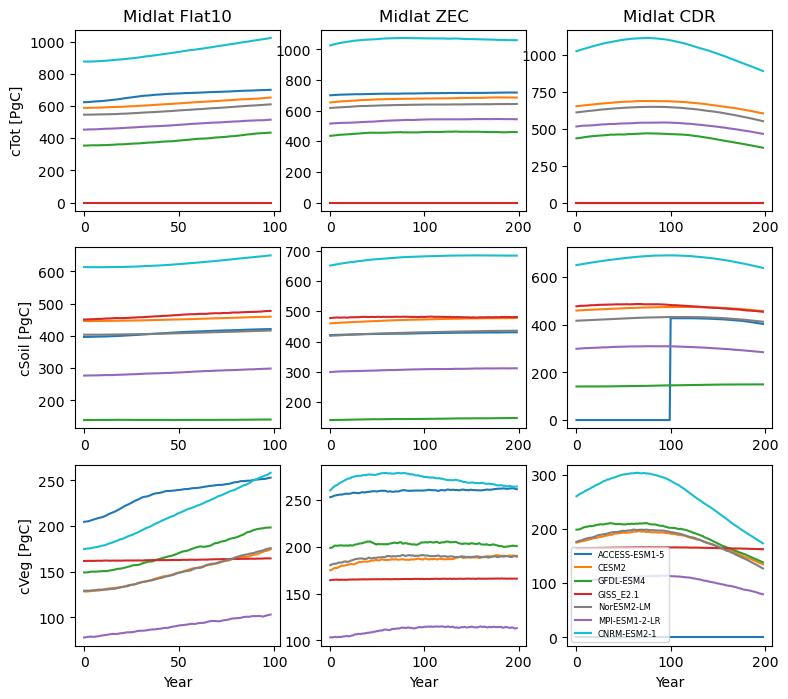 Midlat Flat10
Midlat ZEC
Midlat CDR
cTot [PgC]
1000
800
600
400
200
0
0 50 100
1000
800
600
400
200
0
0 100 200
1000
750
500
250
0
0 100 200
cSoil [PgC]
600
500
400
300
200
0 50 100
700
600
500
400
300
200
0 100 200
600
400
200
0
0 100 200
cVeg [PgC]
250
200
150
100
0 50 100
Year
250
200
150
100
0 100 200
Year
300
200
100
0
ACCESS-ESM1-5
CESM2
GFDL-ESM4
GISS_E2.1
NorESM2-LM
MPI-ESM1-2-LR
CNRM-ESM2-1
0 100 200
Year